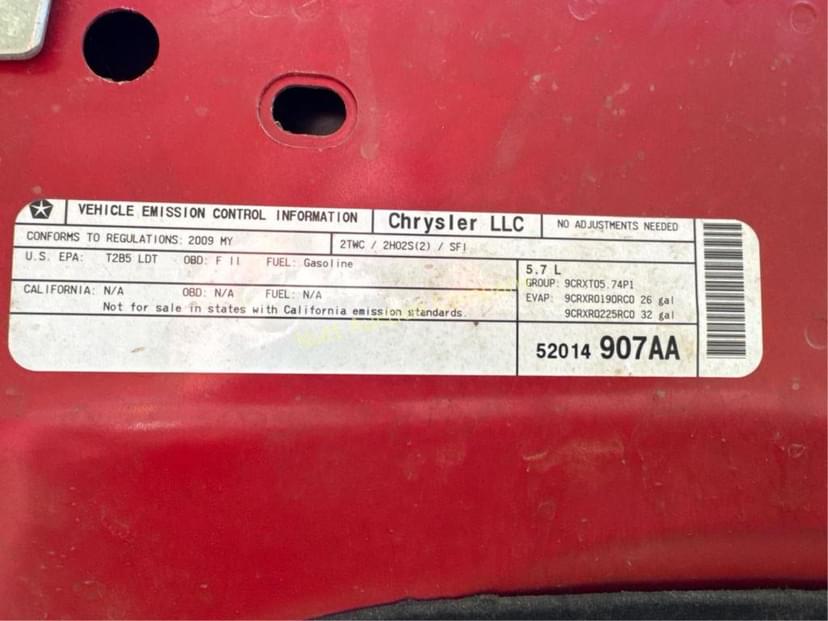 VEHICLE EMISSION CONTROL INFORMATION
Chrysler LLC
NO ADJUSTMENTS NEEDED
CONFORMS TO REGULATIONS: 2009 MY
2TWC / 2HO2S(2) / SFI
U.S. EPA: T2B5 LDT OBD: F II FUEL: Gasoline
CALIFORNIA: N/A OBD: N/A FUEL: N/A
Not for sale in states with California emission standards.
5.7 L
GROUP: 9CRXT05.74P1
EVAP: 9CRXR0190RC0 26 gal
9CRXR0225RC0 32 gal
52014 907AA